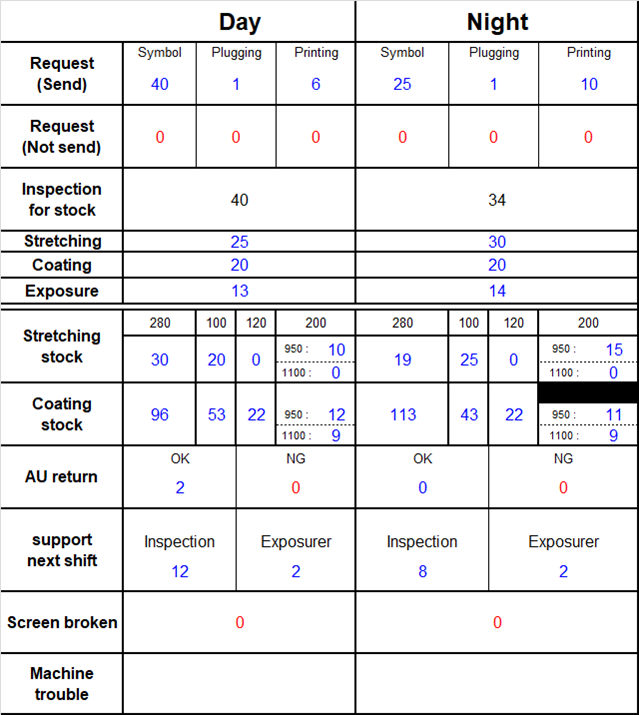 Day Night
Request (Send) Symbol Plugging Printing Symbol Plugging Printing
40 1 6 25 1 10
Request (Not send) 0 0 0 0 0 0
Inspection for stock 40 34
Stretching 25 30
Coating 20 20
Exposure 13 14
Stretching stock 280 100 120 200 280 100 120 200
30 20 0 950 : 10 19 25 0 950 : 15
1100 : 0 1100 : 0
Coating stock 96 53 22 950 : 12 113 43 22 950 : 11
1100 : 9 1100 : 9
AU return OK NG OK NG
2 0 0 0
support next shift Inspection Exposurer Inspection Exposurer
12 2 8 2
Screen broken 0 0
Machine trouble